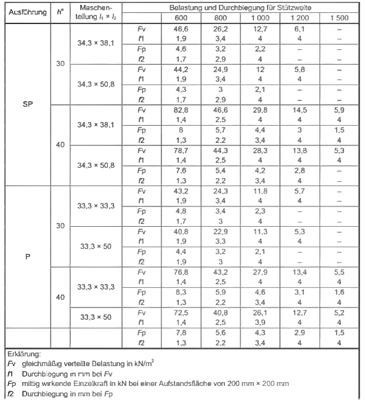 Ausführung h* Maschenteilung l1 × l2 Belastung und Durchbiegung für Stützweite
600 800 1 000 1 200 1 500
SP
30
34,3 × 38,1
Fv 46,6 26,2 12,7 6,1 –
f1 1,9 3,4 4 4 –
Fp 4,6 3,2 2,2 – –
f2 1,7 2,9 4 – –
34,3 × 50,8
Fv 44,2 24,9 12 5,8 –
f1 1,9 3,4 4 4 –
Fp 4,3 3 2,1 – –
f2 1,7 2,9 4 – –
40
34,3 × 38,1
Fv 82,8 46,6 29,8 14,5 5,9
f1 1,4 2,5 4 4 4
Fp 8 5,7 4,4 3 1,5
f2 1,3 2,2 3,4 4 4
34,3 × 50,8
Fv 78,7 44,3 28,3 13,8 5,3
f1 1,4 2,5 4 4 4
Fp 7,6 5,4 4,2 2,8 –
f2 1,3 2,2 3,4 4 –
P
30
33,3 × 33,3
Fv 43,2 24,3 11,8 5,7 –
f1 1,9 3,3 4 4 –
Fp 4,8 3,4 2,3 – –
f2 1,7 3 4 – –
33,3 × 50
Fv 40,8 22,9 11,3 5,3 –
f1 1,9 3,3 4 4 –
Fp 4,4 3,2 2,1 – –
f2 1,9 3 4 – –
40
33,3 × 33,3
Fv 76,8 43,2 27,9 13,4 5,5
f1 1,4 2,5 4 4 4
Fp 8,3 5,9 4,6 3,1 1,6
f2 1,3 2,2 3,4 4 4
33,3 × 50
Fv 72,5 40,8 26,1 12,7 5,2
f1 1,4 2,5 3,9 4 4
Fp 7,8 5,6 4,3 2,9 1,5
f2 1,3 2,2 3,4 4 4
Erklärung:
Fv gleichmäßig verteilte Belastung in kN/m²
f1 Durchbiegung in mm bei Fv
Fp mittig wirkende Einzelkraft in kN bei einer Aufstandsfläche von 200 mm × 200 mm
f2 Durchbiegung in mm bei Fp